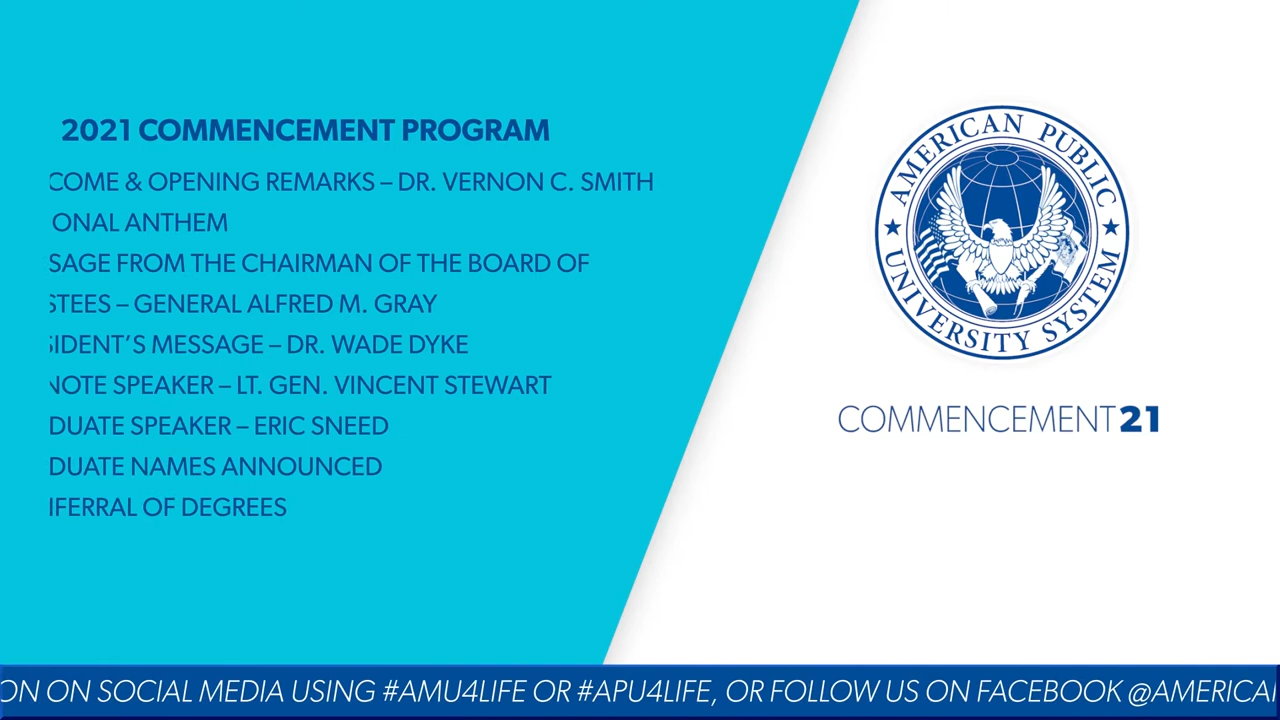 2021 COMMENCEMENT PROGRAM
COME & OPENING REMARKS – DR. VERNON C. SMITH
ONAL ANTHEM
SAGE FROM THE CHAIRMAN OF THE BOARD OF
STEES – GENERAL ALFRED M. GRAY
SIDENT’S MESSAGE – DR. WADE DYKE
NOTE SPEAKER – LT. GEN. VINCENT STEWART
DUATE SPEAKER – ERIC SNEED
DUATE NAMES ANNOUNCED
FERRAL OF DEGREES
AMERICAN PUBLIC
UNIVERSITY SYSTEM
COMMENCEMENT21
ON ON SOCIAL MEDIA USING #AMU4LIFE OR #APU4LIFE, OR FOLLOW US ON FACEBOOK @AMERICA